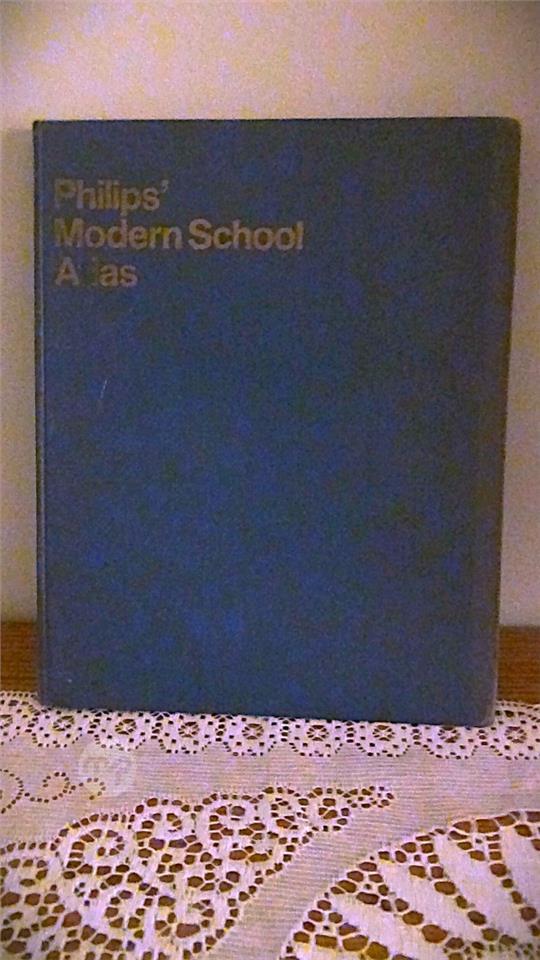 Philips'
Modern School
Atlas